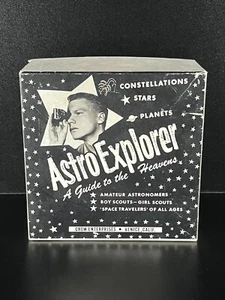 CONSTELLATIONS
STARS
PLANETS
Astro Explorer
A Guide to the Heavens
AMATEUR ASTRONOMERS
BOY SCOUTS - GIRL SCOUTS
'SPACE TRAVELERS' OF ALL AGES
ENTERPRISES • VENICE, CALIF.